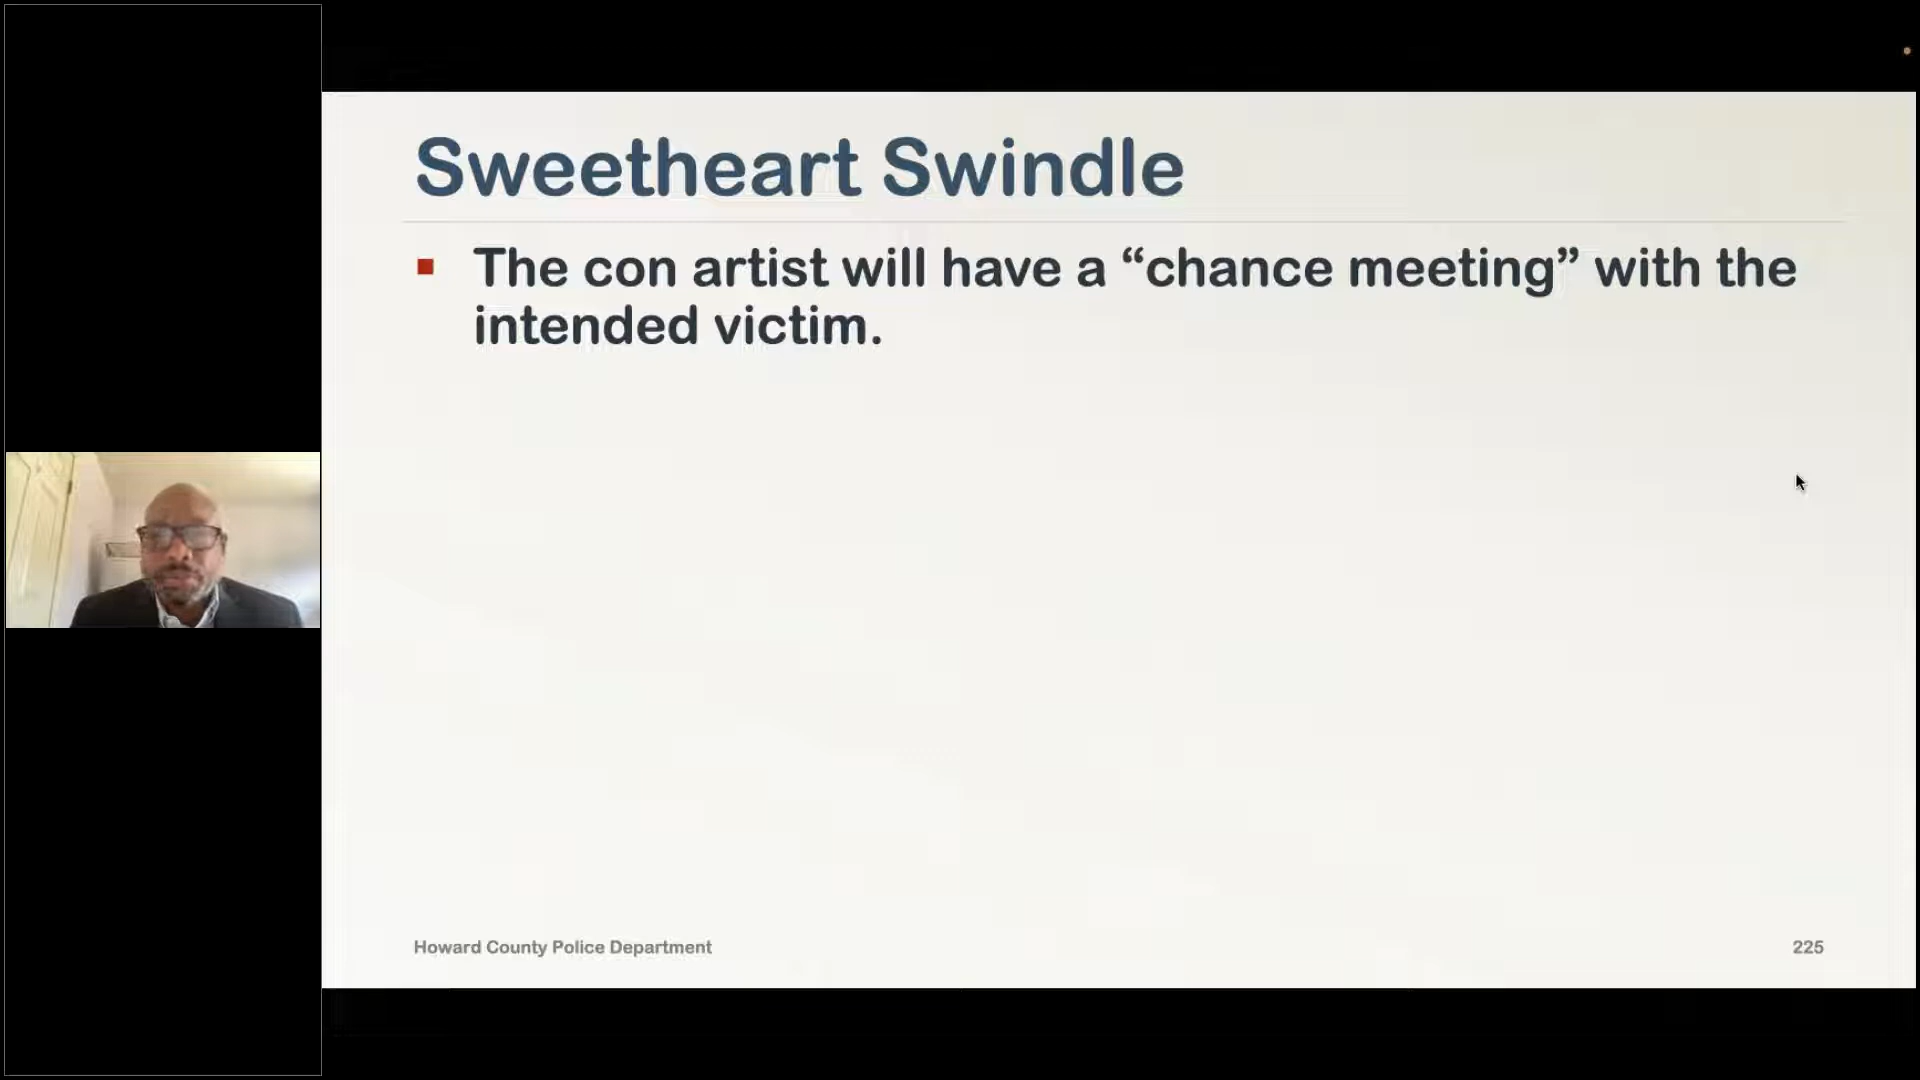 Sweetheart Swindle
The con artist will have a “chance meeting” with the
intended victim.
Howard County Police Department
225